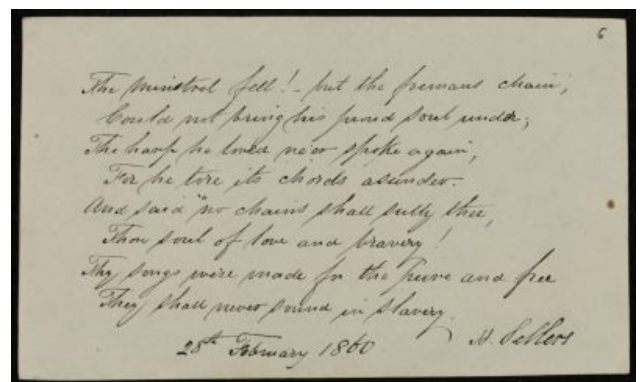 6
The Minstrel fell! - but the foemans chain,
Could not bring his proud soul under;
The harp he loved ne'er spoke again,
For he tore its chords asunder.
And said "no chains shall sully thee,
Thou soul of love and bravery!
Thy songs were made for the pure and free
They shall never sound in slavery.
28th February 1860
H. Sellers